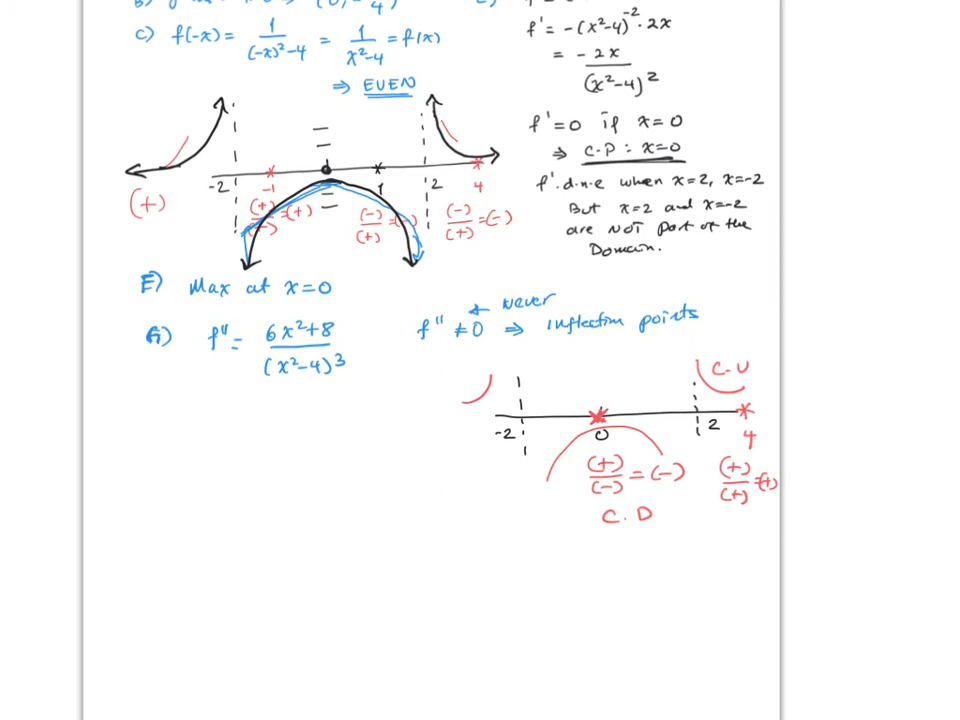 c) f(-x) = 1/((-x)²-4) = 1/(x²-4) = f(x)
⇒ EVEN
f' = -(x²-4)⁻² · 2x
= -2x/(x²-4)²
f' = 0 if x = 0
⇒ C.P: x=0
f' d.n.e when x=2, x=-2
But x=2 and x=-2
are NOT part of the
Domain.
-2 -1 1 2 4
(+) (+)/(-) = (+) (-)/(+) = (-) (-)/(+) = (-)
E) Max at x=0
G) f'' = (6x²+8)/(x²-4)³
Never
f'' ≠ 0 ⇒ inflection points
C.U
-2 0 2 4
(+)/(-) = (-) (+)/(+) = (+)
C.D